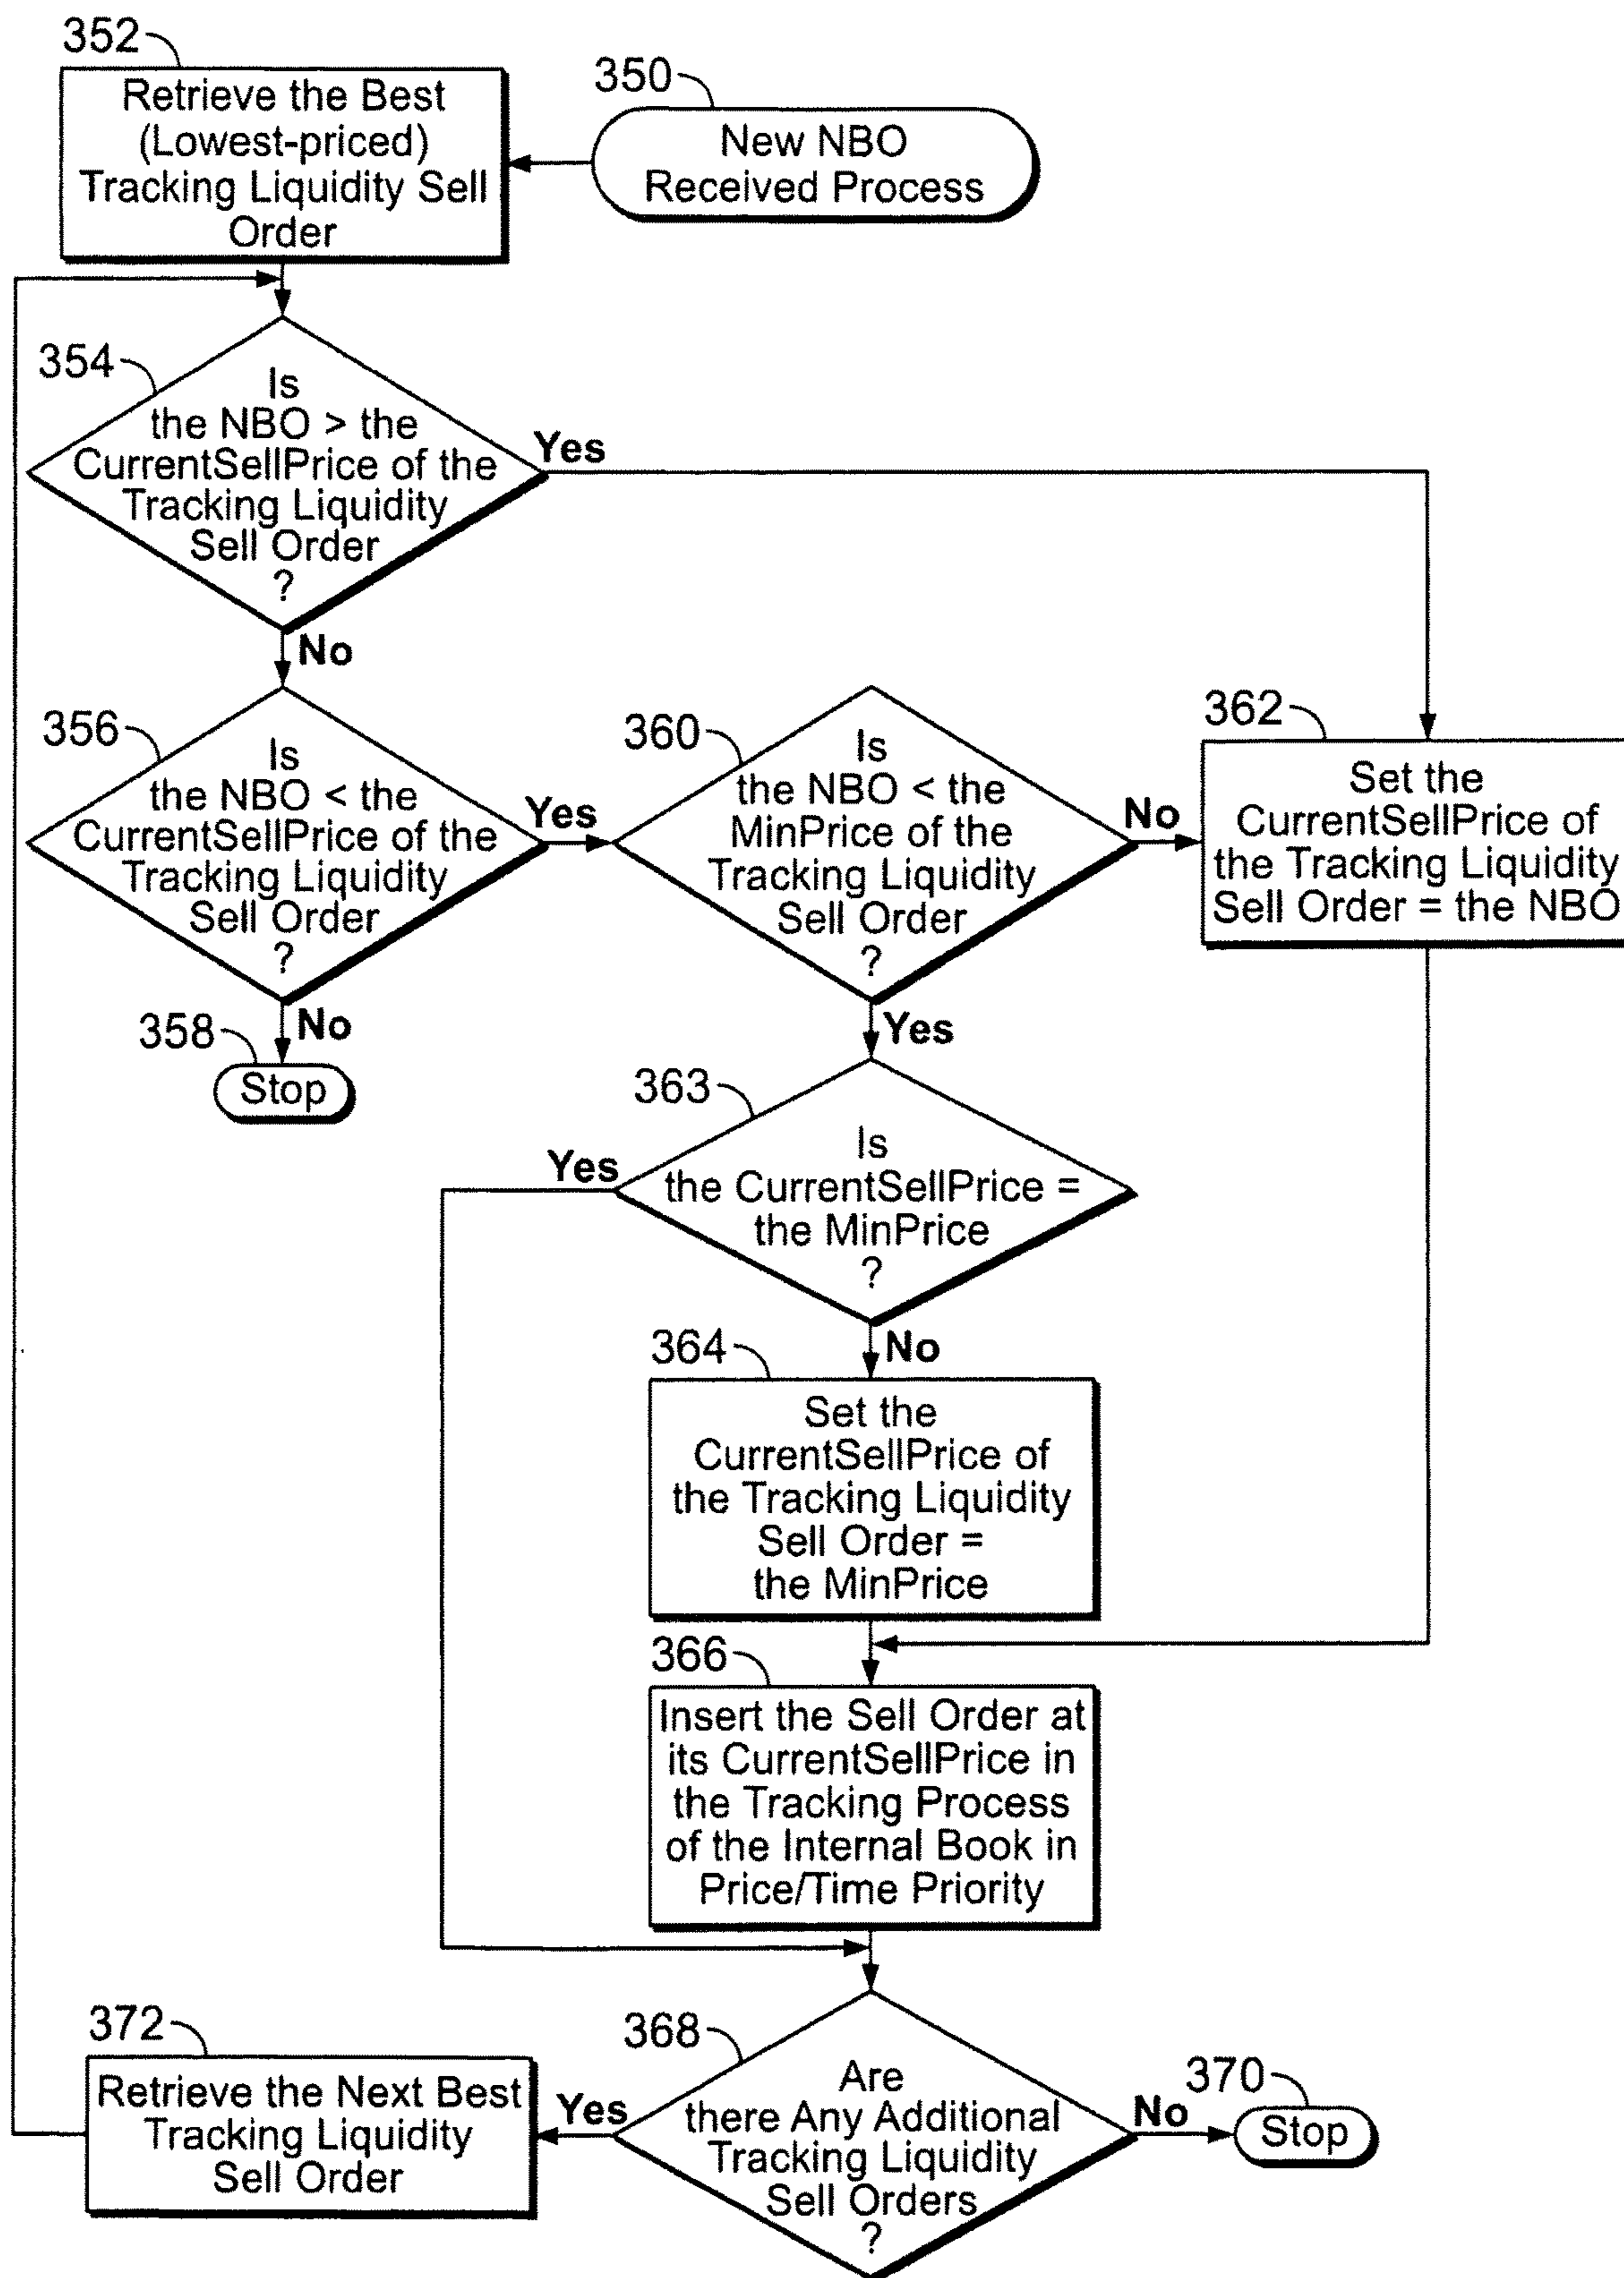 352
Retrieve the Best
(Lowest-priced)
Tracking Liquidity Sell
Order
350
New NBO
Received Process
354
Is
the NBO > the
CurrentSellPrice of the
Tracking Liquidity
Sell Order
?
Yes
No
356
Is
the NBO < the
CurrentSellPrice of the
Tracking Liquidity
Sell Order
?
Yes
No
358
Stop
360
Is
the NBO < the
MinPrice of the
Tracking Liquidity
Sell Order
?
No
Yes
362
Set the
CurrentSellPrice of
the Tracking Liquidity
Sell Order = the NBO
363
Is
the CurrentSellPrice =
the MinPrice
?
Yes
No
364
Set the
CurrentSellPrice of
the Tracking Liquidity
Sell Order =
the MinPrice
366
Insert the Sell Order at
its CurrentSellPrice in
the Tracking Process
of the Internal Book in
Price/Time Priority
368
Are
there Any Additional
Tracking Liquidity
Sell Orders
?
Yes
No
370
Stop
372
Retrieve the Next Best
Tracking Liquidity
Sell Order